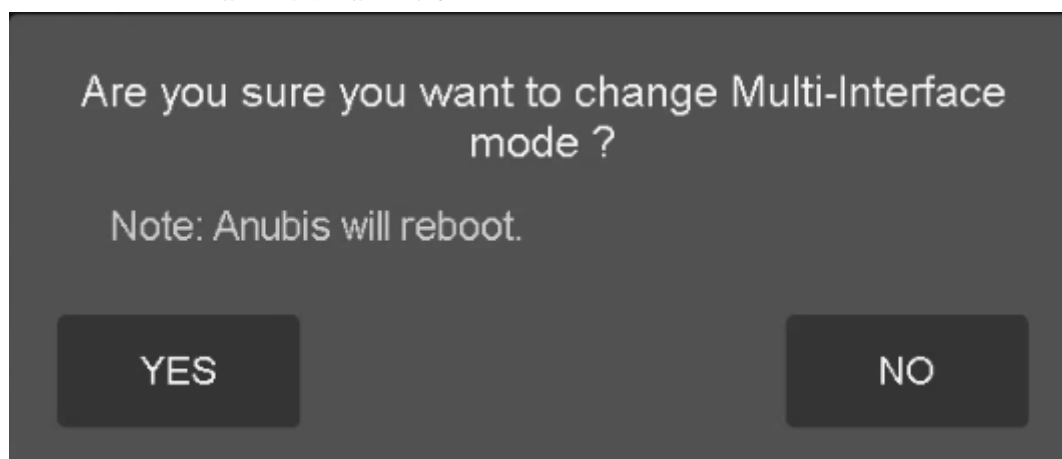 Are you sure you want to change Multi-Interface
mode ?
Note: Anubis will reboot.
YES
NO